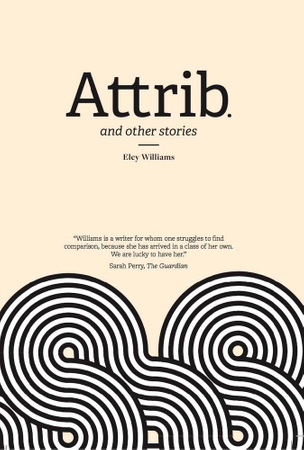 Attrib.
and other stories
Eley Williams
“Williams is a writer for whom one struggles to find
comparison, because she has arrived in a class of her own.
We are lucky to have her.”
Sarah Perry, The Guardian